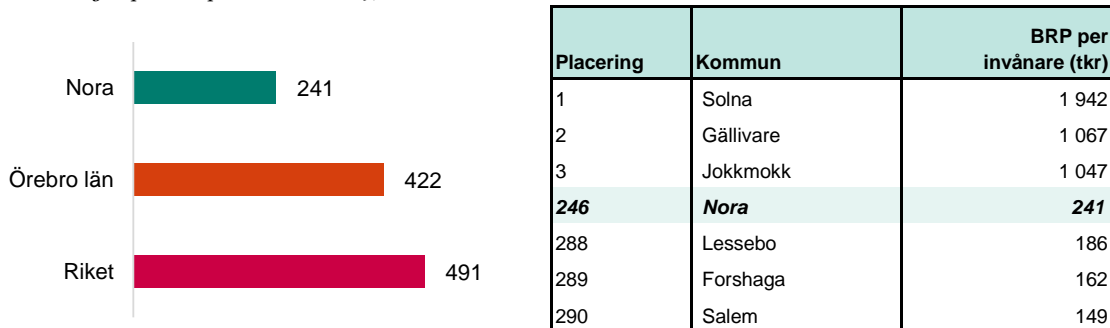 Nora 241
Örebro län 422
Riket 491
Placering Kommun BRP per invånare (tkr)
1 Solna 1 942
2 Gällivare 1 067
3 Jokkmokk 1 047
246 Nora 241
288 Lessebo 186
289 Forshaga 162
290 Salem 149